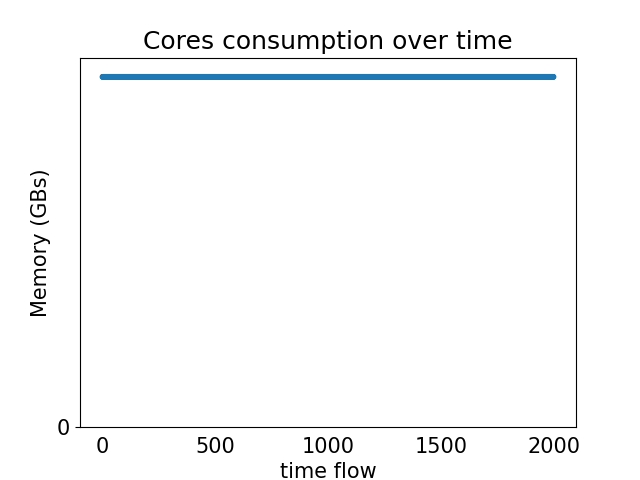 Cores consumption over time
Memory (GBs)
0
0 500 1000 1500 2000
time flow